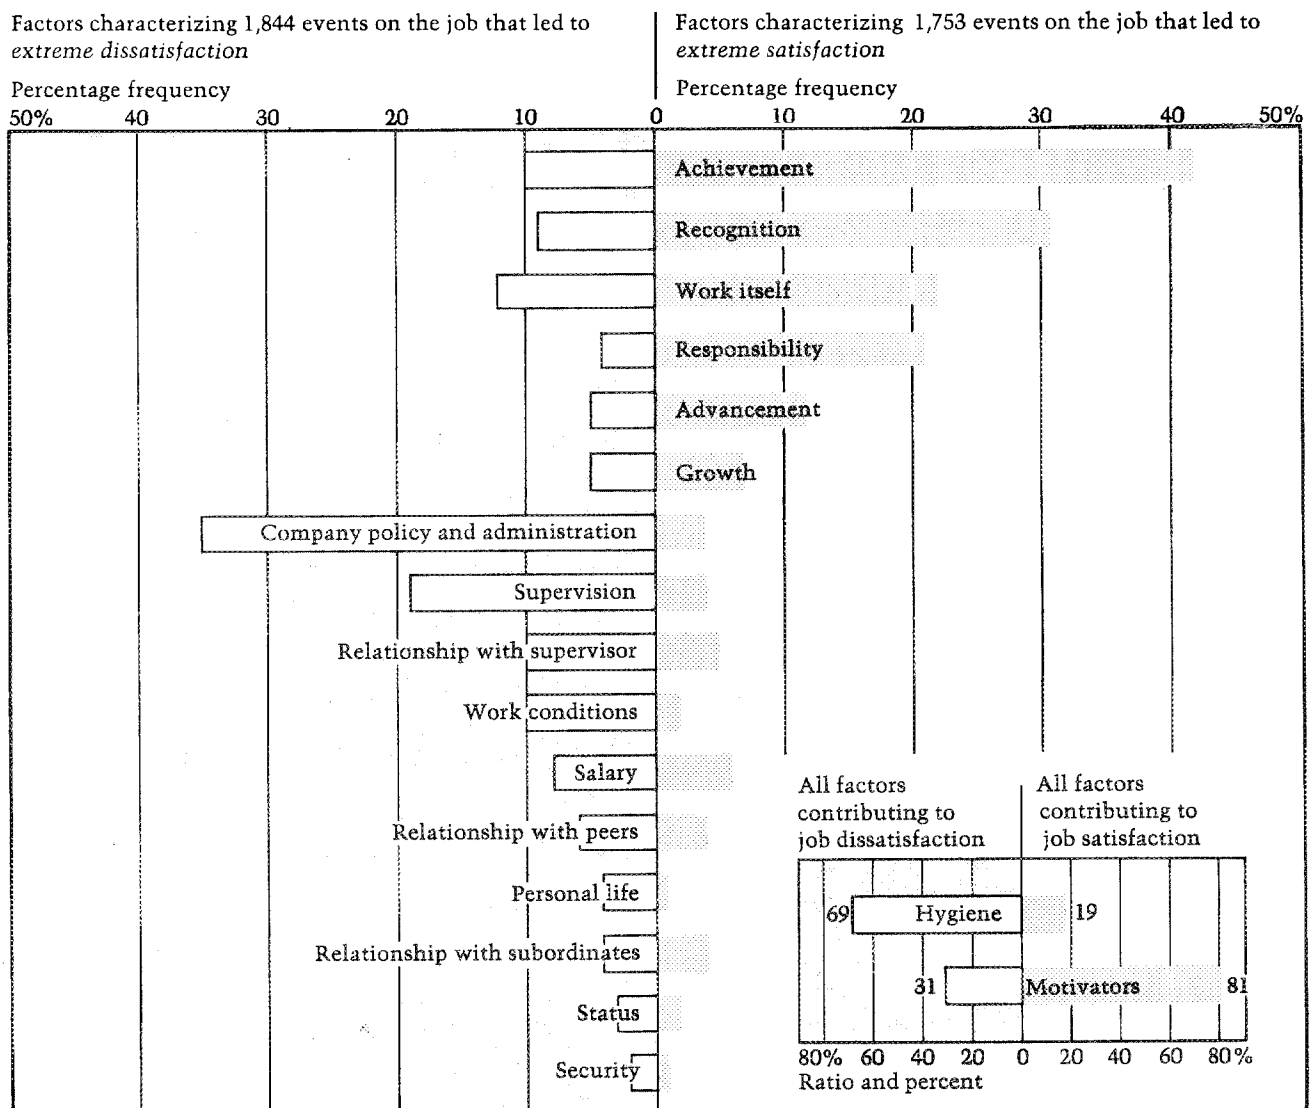 Factors characterizing 1,844 events on the job that led to
extreme dissatisfaction
Factors characterizing 1,753 events on the job that led to
extreme satisfaction
Percentage frequency
Percentage frequency
50% 40 30 20 10 0 10 20 30 40 50%
Achievement
Recognition
Work itself
Responsibility
Advancement
Growth
Company policy and administration
Supervision
Relationship with supervisor
Work conditions
Salary
Relationship with peers
Personal life
Relationship with subordinates
Status
Security
All factors
contributing to
job dissatisfaction
All factors
contributing to
job satisfaction
69 Hygiene 19
31 Motivators 81
80% 60 40 20 0 20 40 60 80%
Ratio and percent